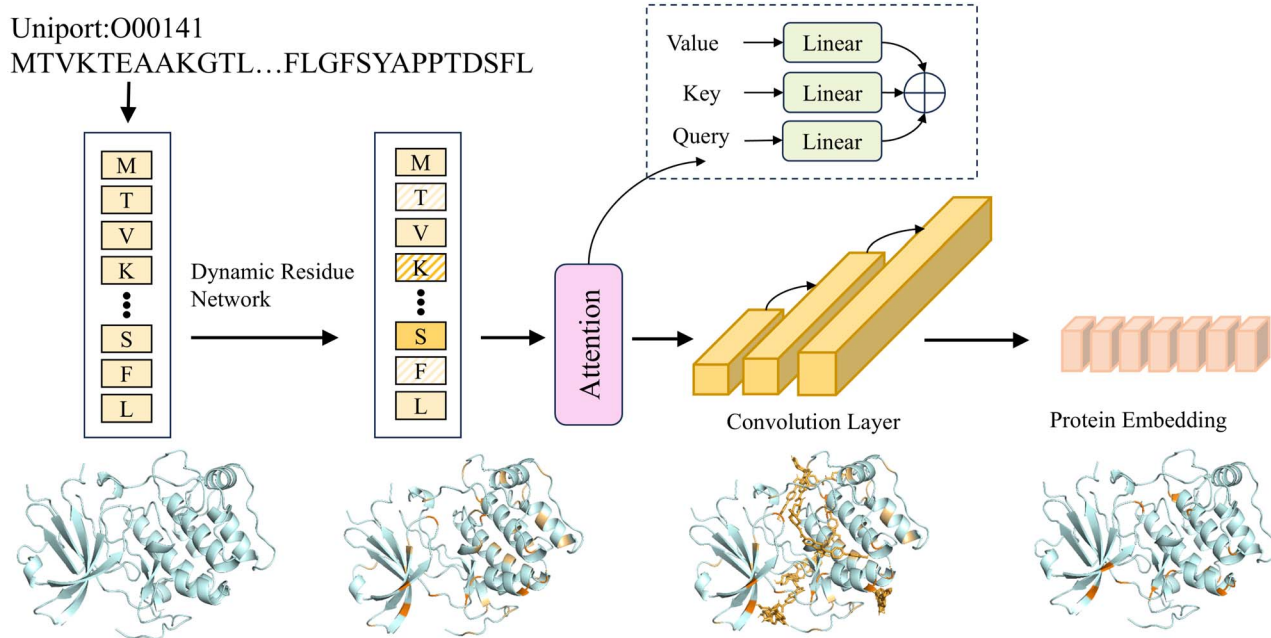 Uniport:O00141
MTVKTEAAKGTL...FLGFSYAPPTDSFL
M
T
V
K
S
F
L
Dynamic Residue
Network
M
T
V
K
S
F
L
Attention
Value
Linear
Key
Linear
Query
Linear
Convolution Layer
Protein Embedding